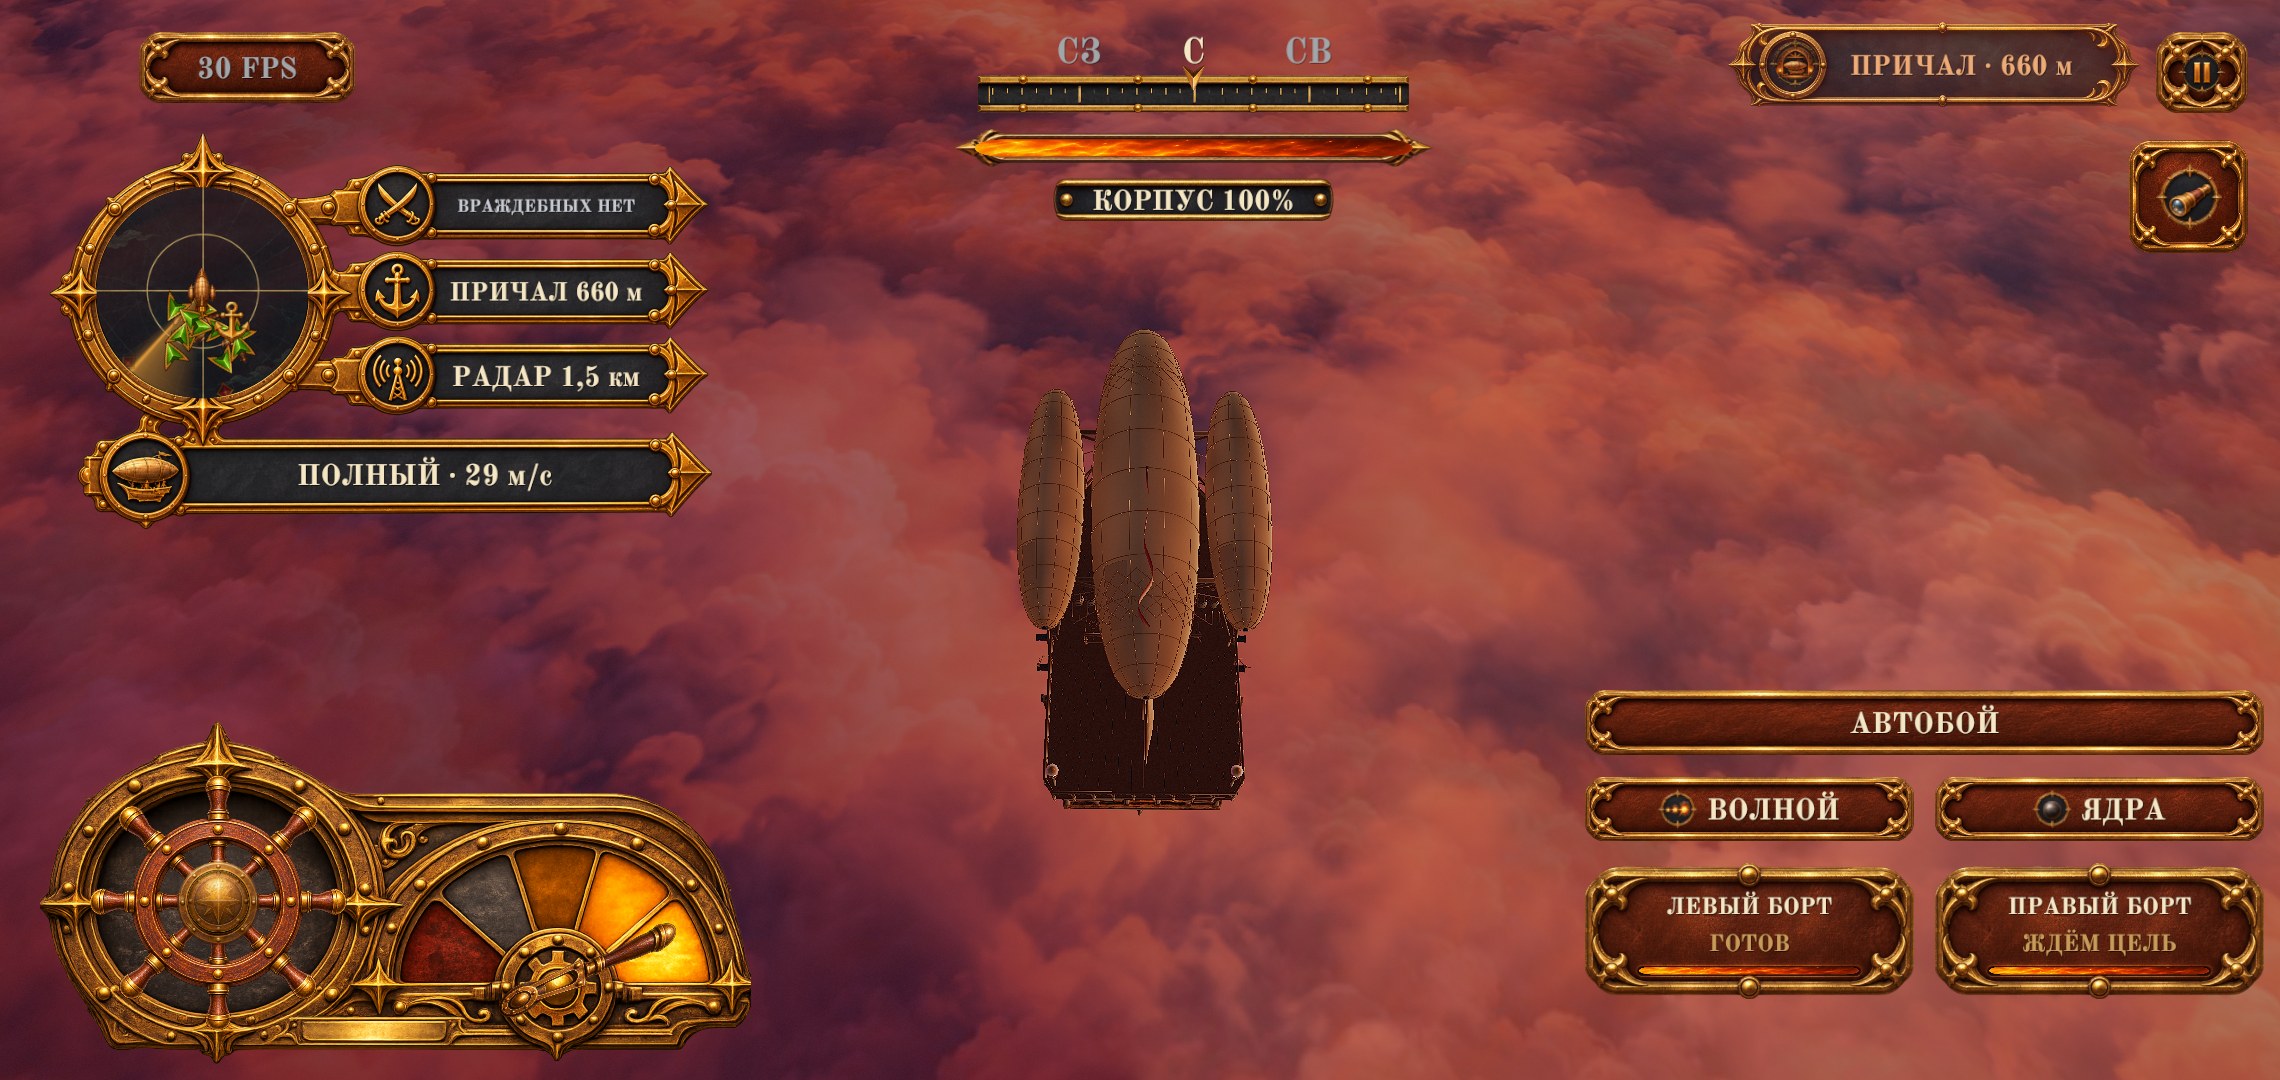 30 FPS
СЗ С СВ
ПРИЧАЛ · 660 м
КОРПУС 100%
ВРАЖДЕБНЫХ НЕТ
ПРИЧАЛ 660 м
РАДАР 1,5 км
ПОЛНЫЙ · 29 м/с
АВТОБОЙ
ВОЛНОЙ
ЯДРА
ЛЕВЫЙ БОРТ
ГОТОВ
ПРАВЫЙ БОРТ
ЖДЁМ ЦЕЛЬ